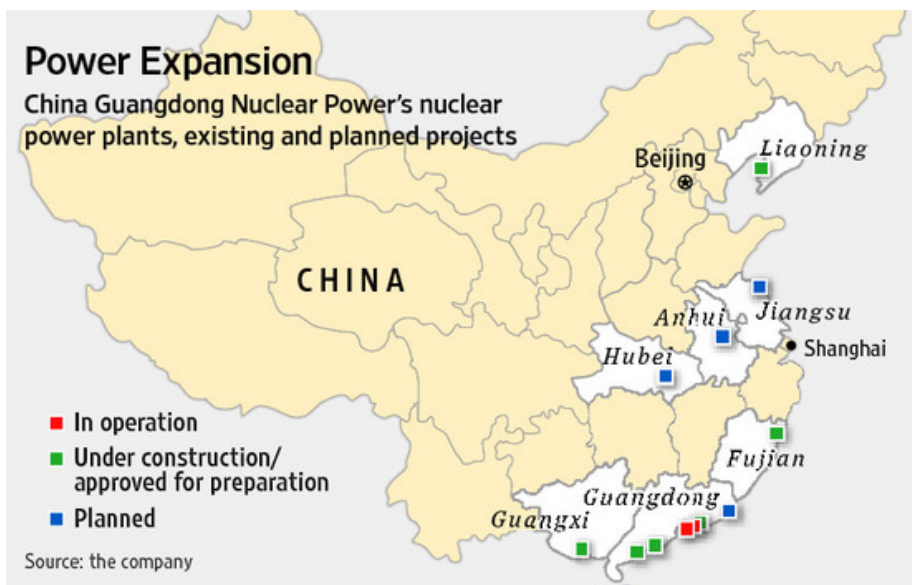 Power Expansion
China Guangdong Nuclear Power's nuclear
power plants, existing and planned projects
Beijing
Liaoning
CHINA
Jiangsu
Anhui
Shanghai
Hubei
In operation
Under construction/
approved for preparation
Planned
Fujian
Guangdong
Guangxi
Source: the company